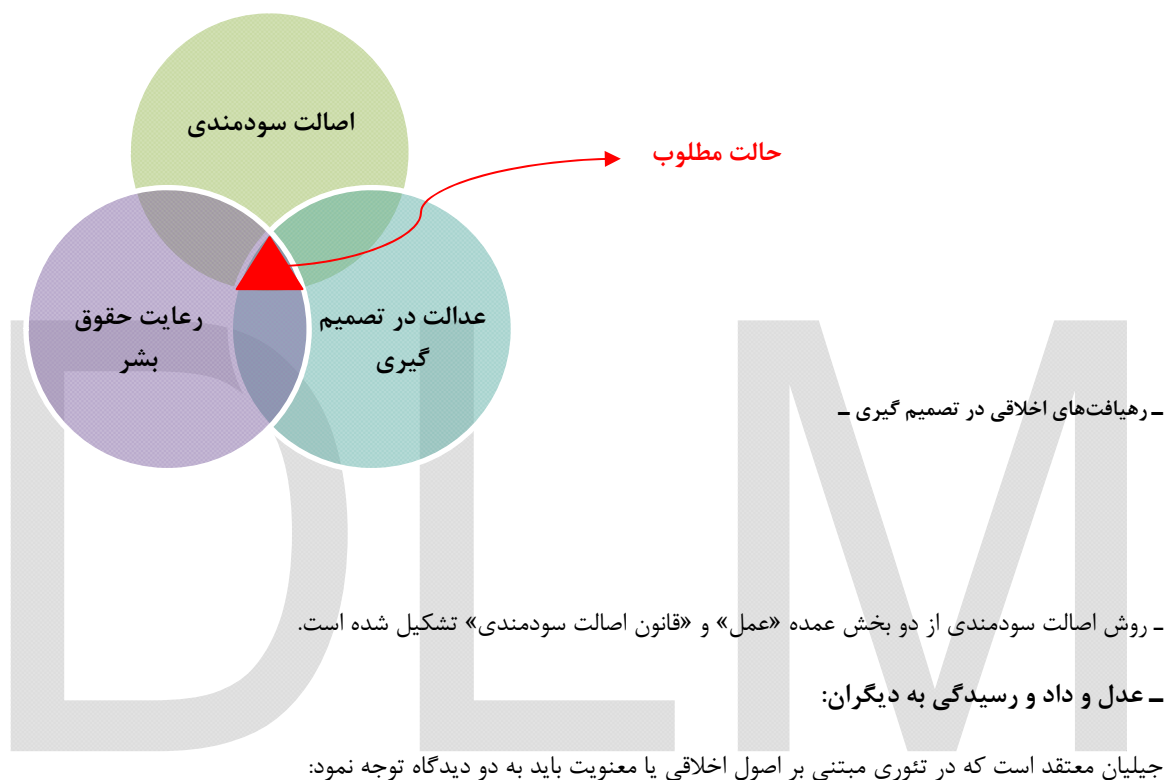 اصالت سودمندی
حالت مطلوب
عدالت در تصمیم
گیری
رعایت حقوق
بشر
ـ رهیافت‌های اخلاقی در تصمیم گیری ـ
DLM
ـ روش اصالت سودمندی از دو بخش عمده «عمل» و «قانون اصالت سودمندی» تشکیل شده است.
ـ عدل و داد و رسیدگی به دیگران:
جیلیان معتقد است که در تئوری مبتنی بر اصول اخلاقی یا معنویت باید به دو دیدگاه توجه نمود: